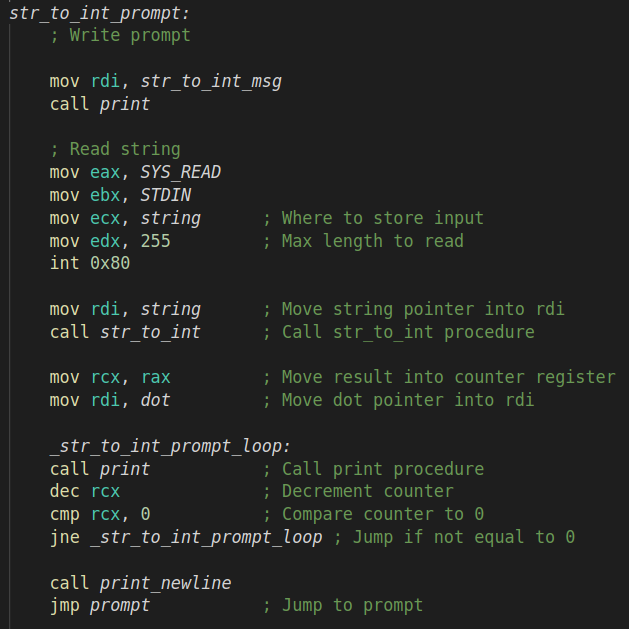 str_to_int_prompt:
; Write prompt
mov rdi, str_to_int_msg
call print
; Read string
mov eax, SYS_READ
mov ebx, STDIN
mov ecx, string ; Where to store input
mov edx, 255 ; Max length to read
int 0x80
mov rdi, string ; Move string pointer into rdi
call str_to_int ; Call str_to_int procedure
mov rcx, rax ; Move result into counter register
mov rdi, dot ; Move dot pointer into rdi
_str_to_int_prompt_loop:
call print ; Call print procedure
dec rcx ; Decrement counter
cmp rcx, 0 ; Compare counter to 0
jne _str_to_int_prompt_loop ; Jump if not equal to 0
call print_newline
jmp prompt ; Jump to prompt